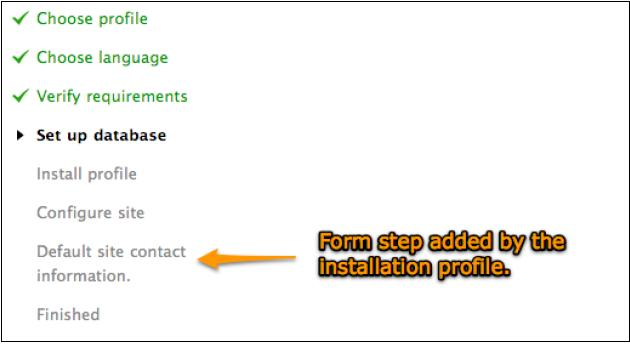 Choose profile
Choose language
Verify requirements
Set up database
Install profile
Configure site
Default site contact
information.
Form step added by the
installation profile.
Finished